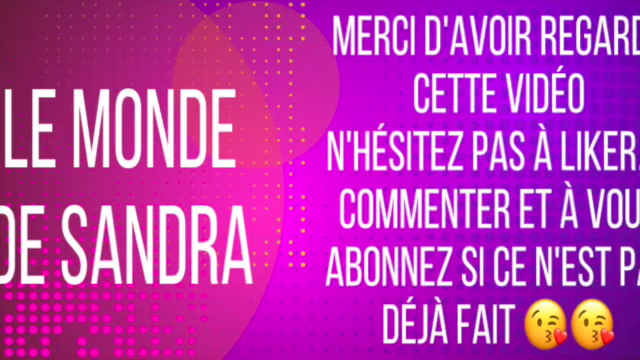 LE MONDE
DE SANDRA
MERCI D'AVOIR REGARD
CETTE VIDÉO
N'HÉSITEZ PAS À LIKER,
COMMENTER ET À VOU
ABONNEZ SI CE N'EST PA
DÉJÀ FAIT 😘😘